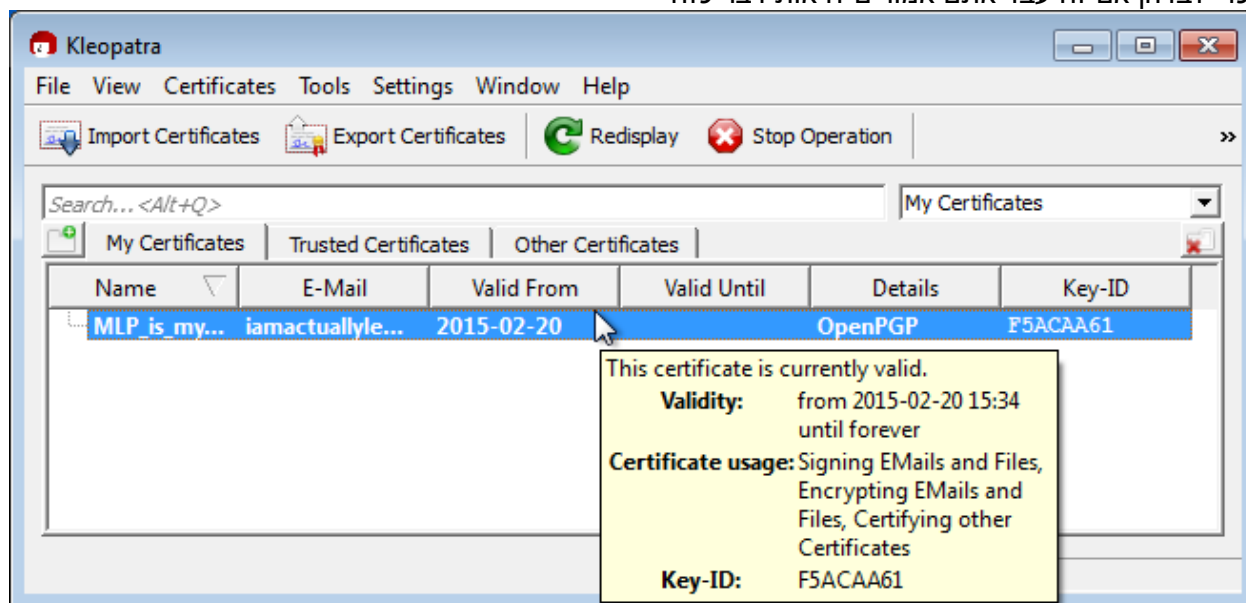 Kleopatra
File View Certificates Tools Settings Window Help
Import Certificates Export Certificates Redisplay Stop Operation »
Search...<Alt+Q> My Certificates
My Certificates Trusted Certificates Other Certificates
Name E-Mail Valid From Valid Until Details Key-ID
MLP_is_my... iamactuallyle... 2015-02-20 OpenPGP F5ACAA61
This certificate is currently valid.
Validity: from 2015-02-20 15:34
until forever
Certificate usage: Signing EMails and Files,
Encrypting EMails and
Files, Certifying other
Certificates
Key-ID: F5ACAA61